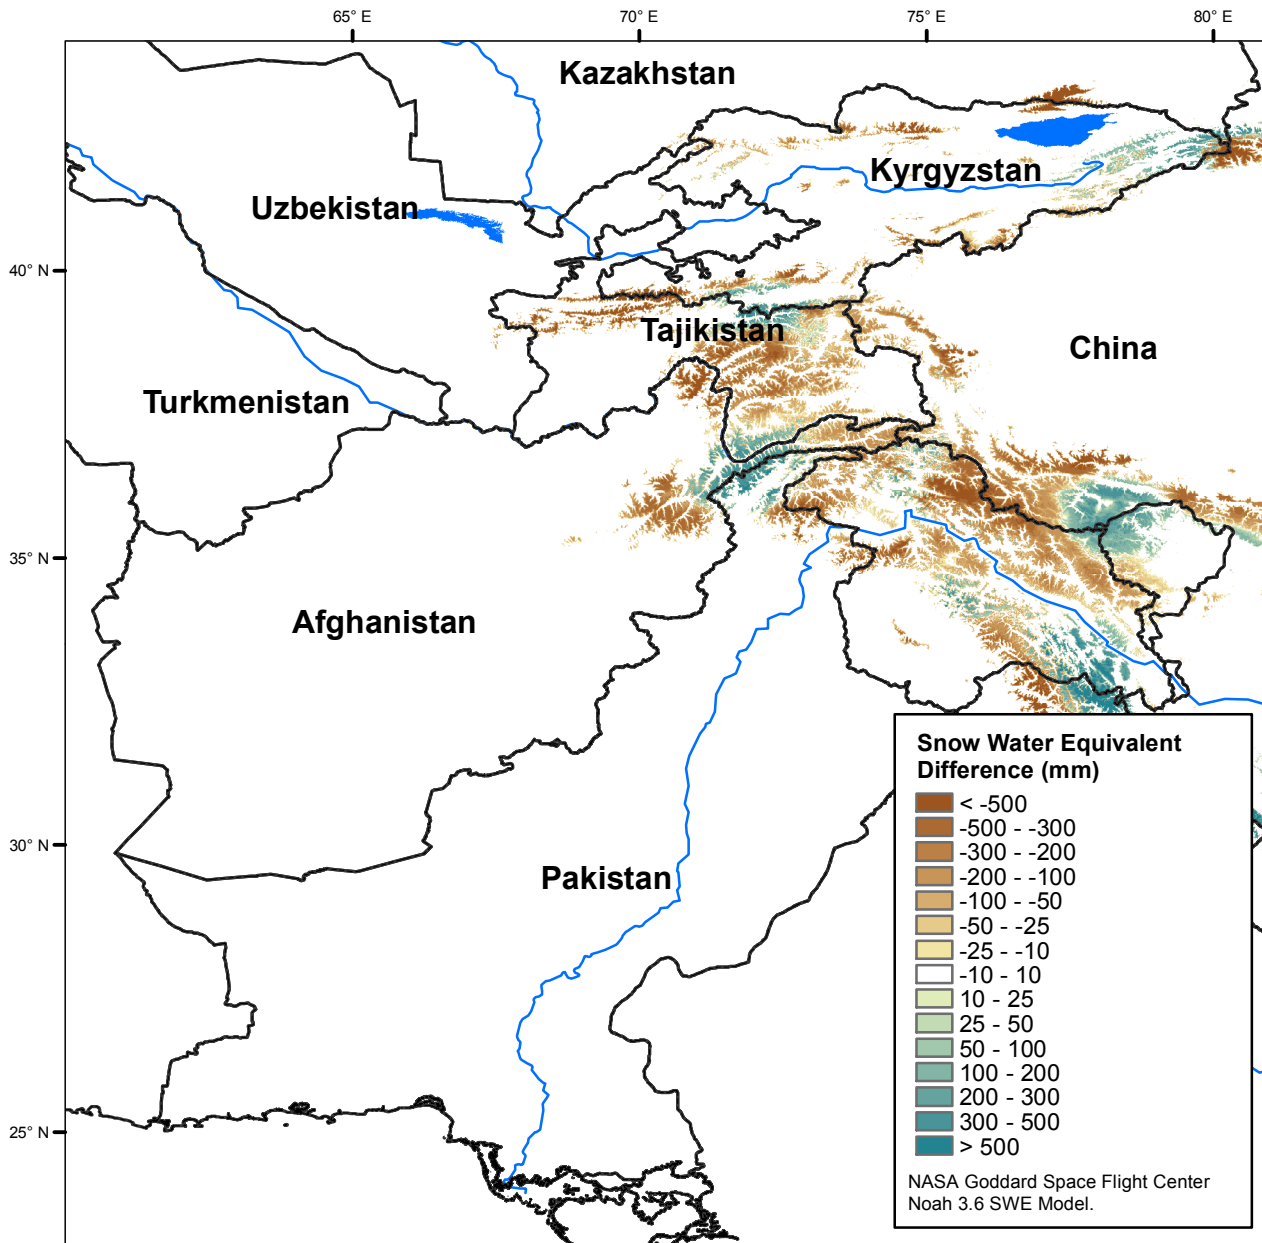 65° E
70° E
75° E
80° E
Kazakhstan
Kyrgyzstan
Uzbekistan
40° N
Tajikistan
China
Turkmenistan
35° N
Afghanistan
30° N
Pakistan
25° N
Snow Water Equivalent
Difference (mm)
< -500
-500 - -300
-300 - -200
-200 - -100
-100 - -50
-50 - -25
-25 - -10
-10 - 10
10 - 25
25 - 50
50 - 100
100 - 200
200 - 300
300 - 500
> 500
NASA Goddard Space Flight Center
Noah 3.6 SWE Model.